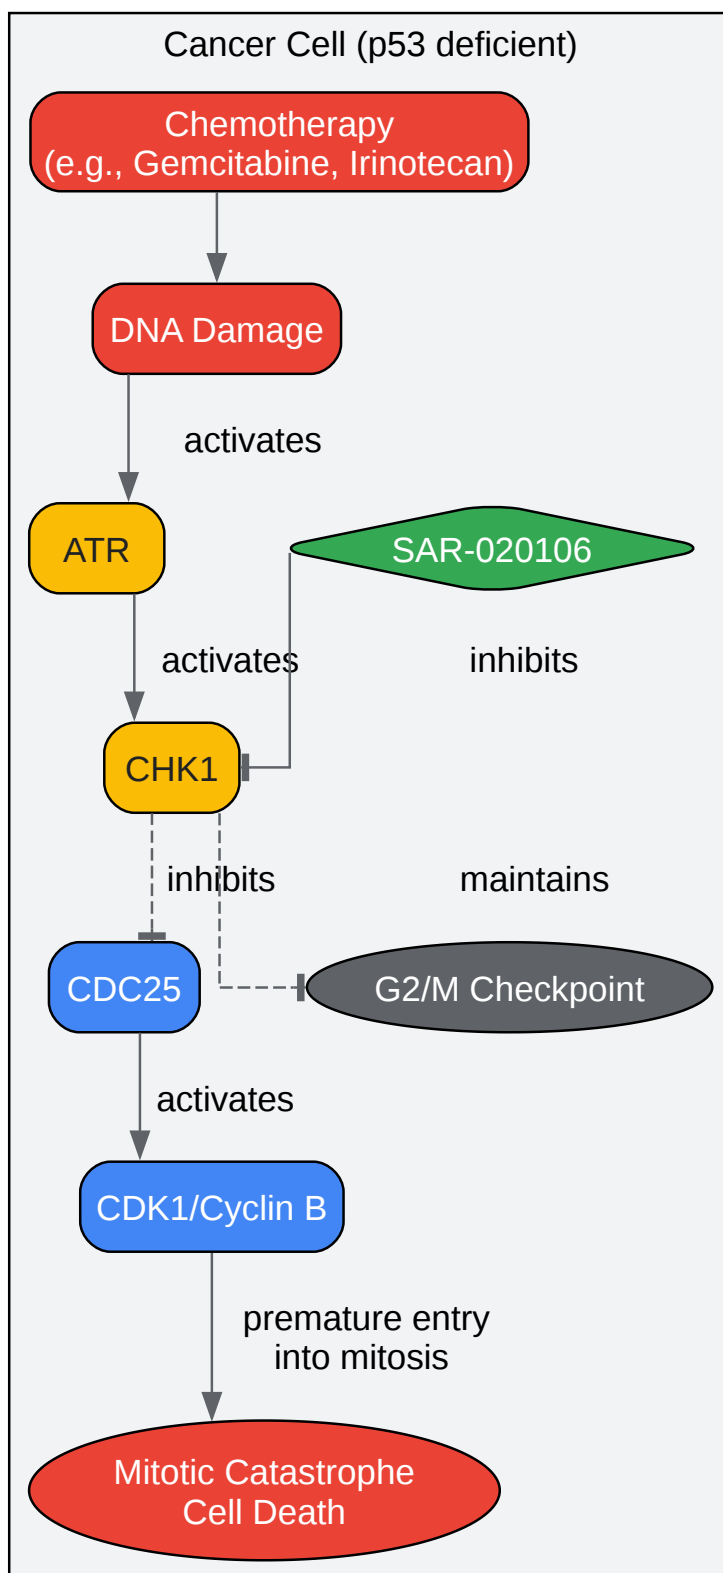 Cancer Cell (p53 deficient)
Chemotherapy
(e.g., Gemcitabine, Irinotecan)
DNA Damage
activates
ATR
SAR-020106
activates
inhibits
CHK1
inhibits
maintains
CDC25
G2/M Checkpoint
activates
CDK1/Cyclin B
premature entry
into mitosis
Mitotic Catastrophe
Cell Death